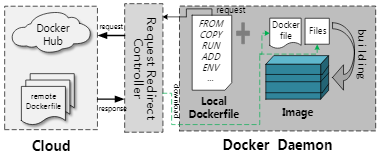 Docker
Hub
remote
Dockerfile
Cloud
request
response
Request Redirect
Controller
download
request
FROM
COPY
RUN
ADD
ENV
...
Local
Dockerfile
Docker
file
Files
building
Image
Docker Daemon